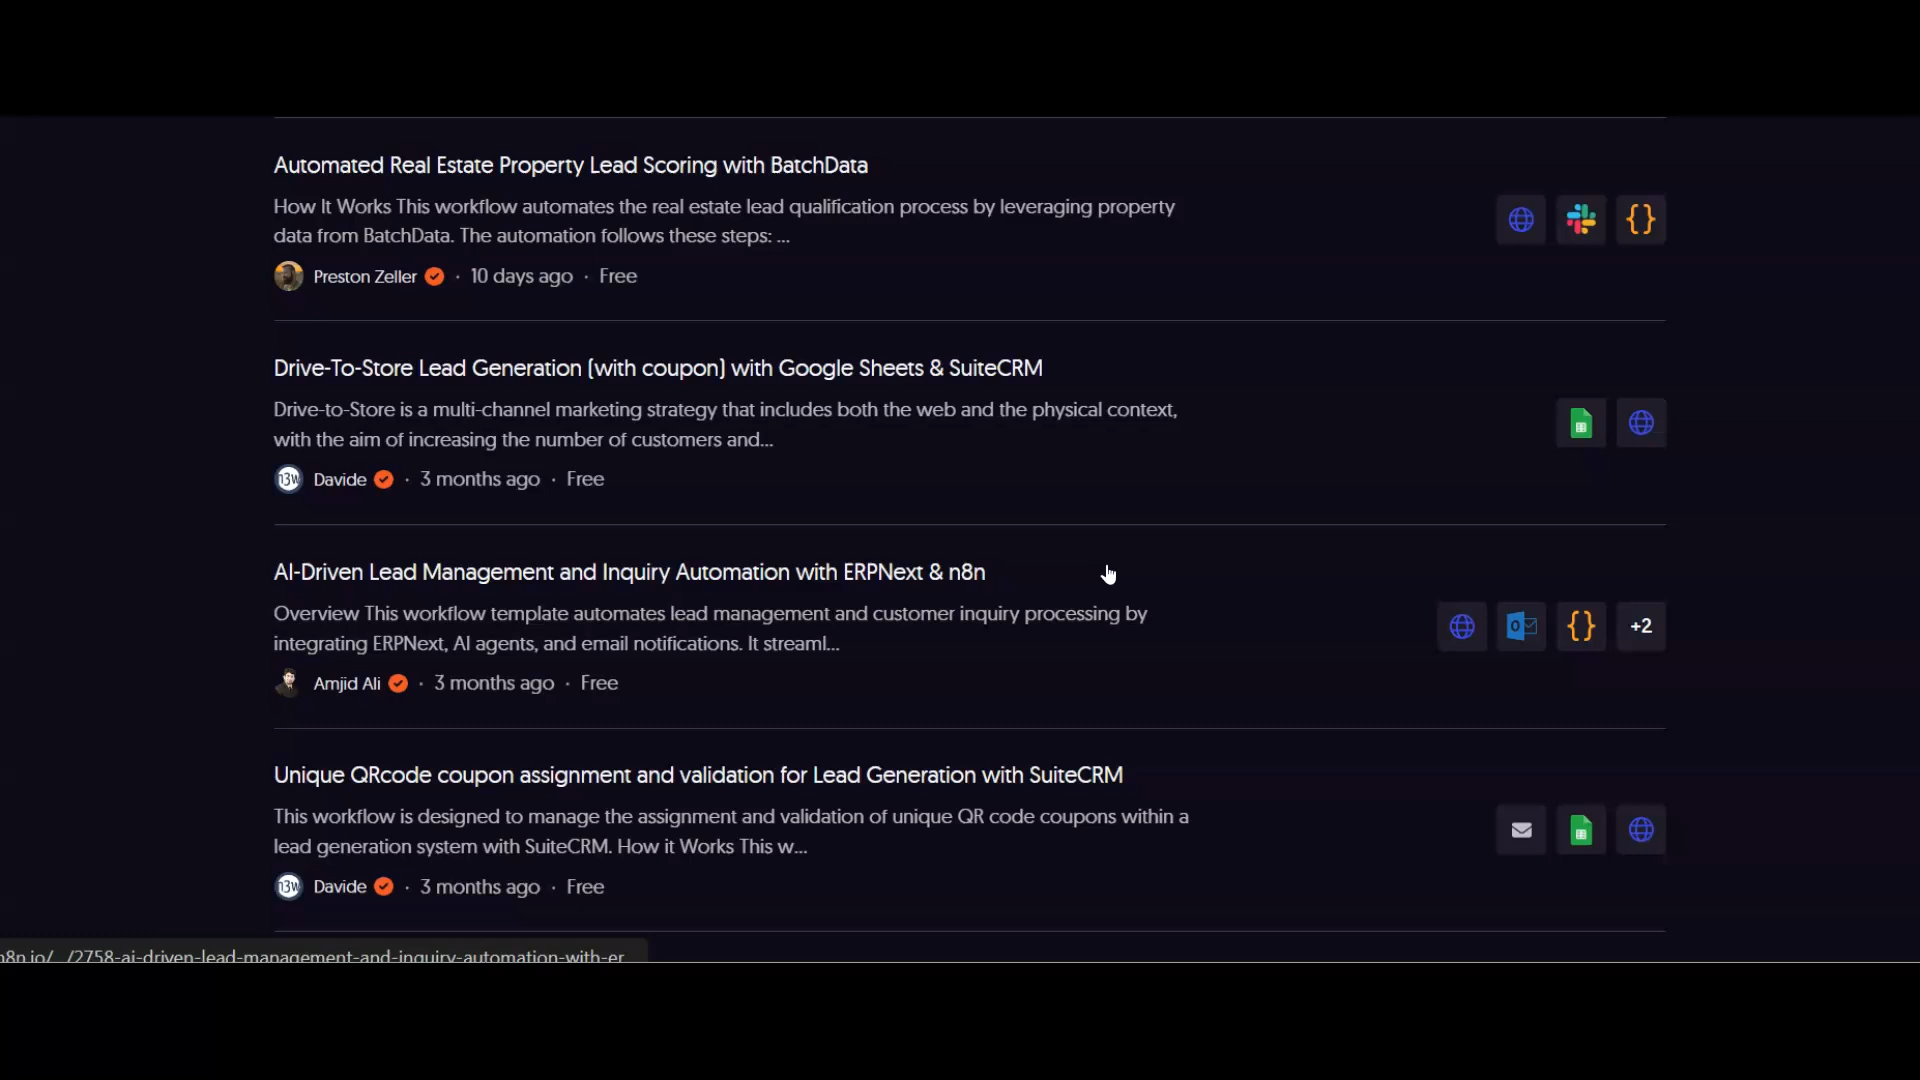 Automated Real Estate Property Lead Scoring with BatchData
How It Works This workflow automates the real estate lead qualification process by leveraging property
data from BatchData. The automation follows these steps: ...
Preston Zeller · 10 days ago · Free
Drive-To-Store Lead Generation (with coupon) with Google Sheets & SuiteCRM
Drive-to-Store is a multi-channel marketing strategy that includes both the web and the physical context,
with the aim of increasing the number of customers and...
n3w Davide · 3 months ago · Free
AI-Driven Lead Management and Inquiry Automation with ERPNext & n8n
Overview This workflow template automates lead management and customer inquiry processing by
integrating ERPNext, AI agents, and email notifications. It streaml...
+2
Amjid Ali · 3 months ago · Free
Unique QRcode coupon assignment and validation for Lead Generation with SuiteCRM
This workflow is designed to manage the assignment and validation of unique QR code coupons within a
lead generation system with SuiteCRM. How it Works This w...
n3w Davide · 3 months ago · Free
n8n.io/.../2758-ai-driven-lead-management-and-inquiry-automation-with-er...